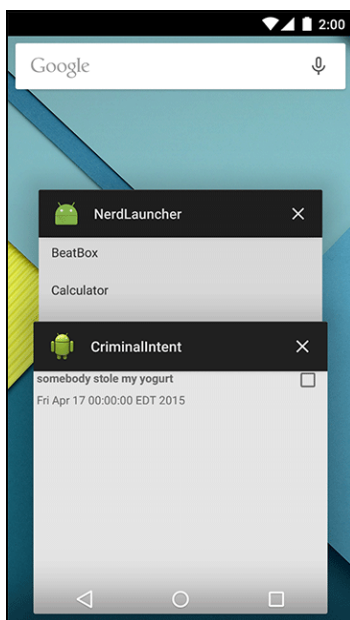 2:00
Google
NerdLauncher
BeatBox
Calculator
CriminalIntent
somebody stole my yogurt
Fri Apr 17 00:00:00 EDT 2015